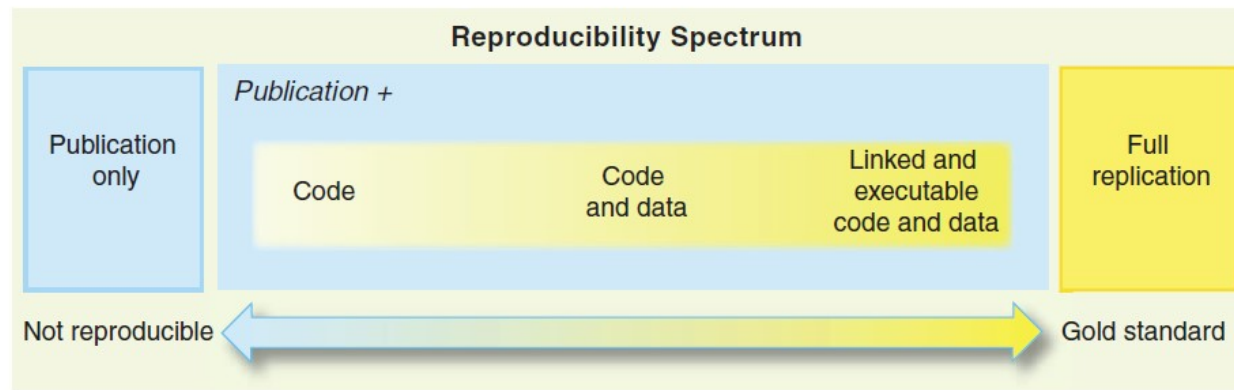 Reproducibility Spectrum
Publication +
Publication
only
Code
Code
and data
Linked and
executable
code and data
Full
replication
Not reproducible
Gold standard